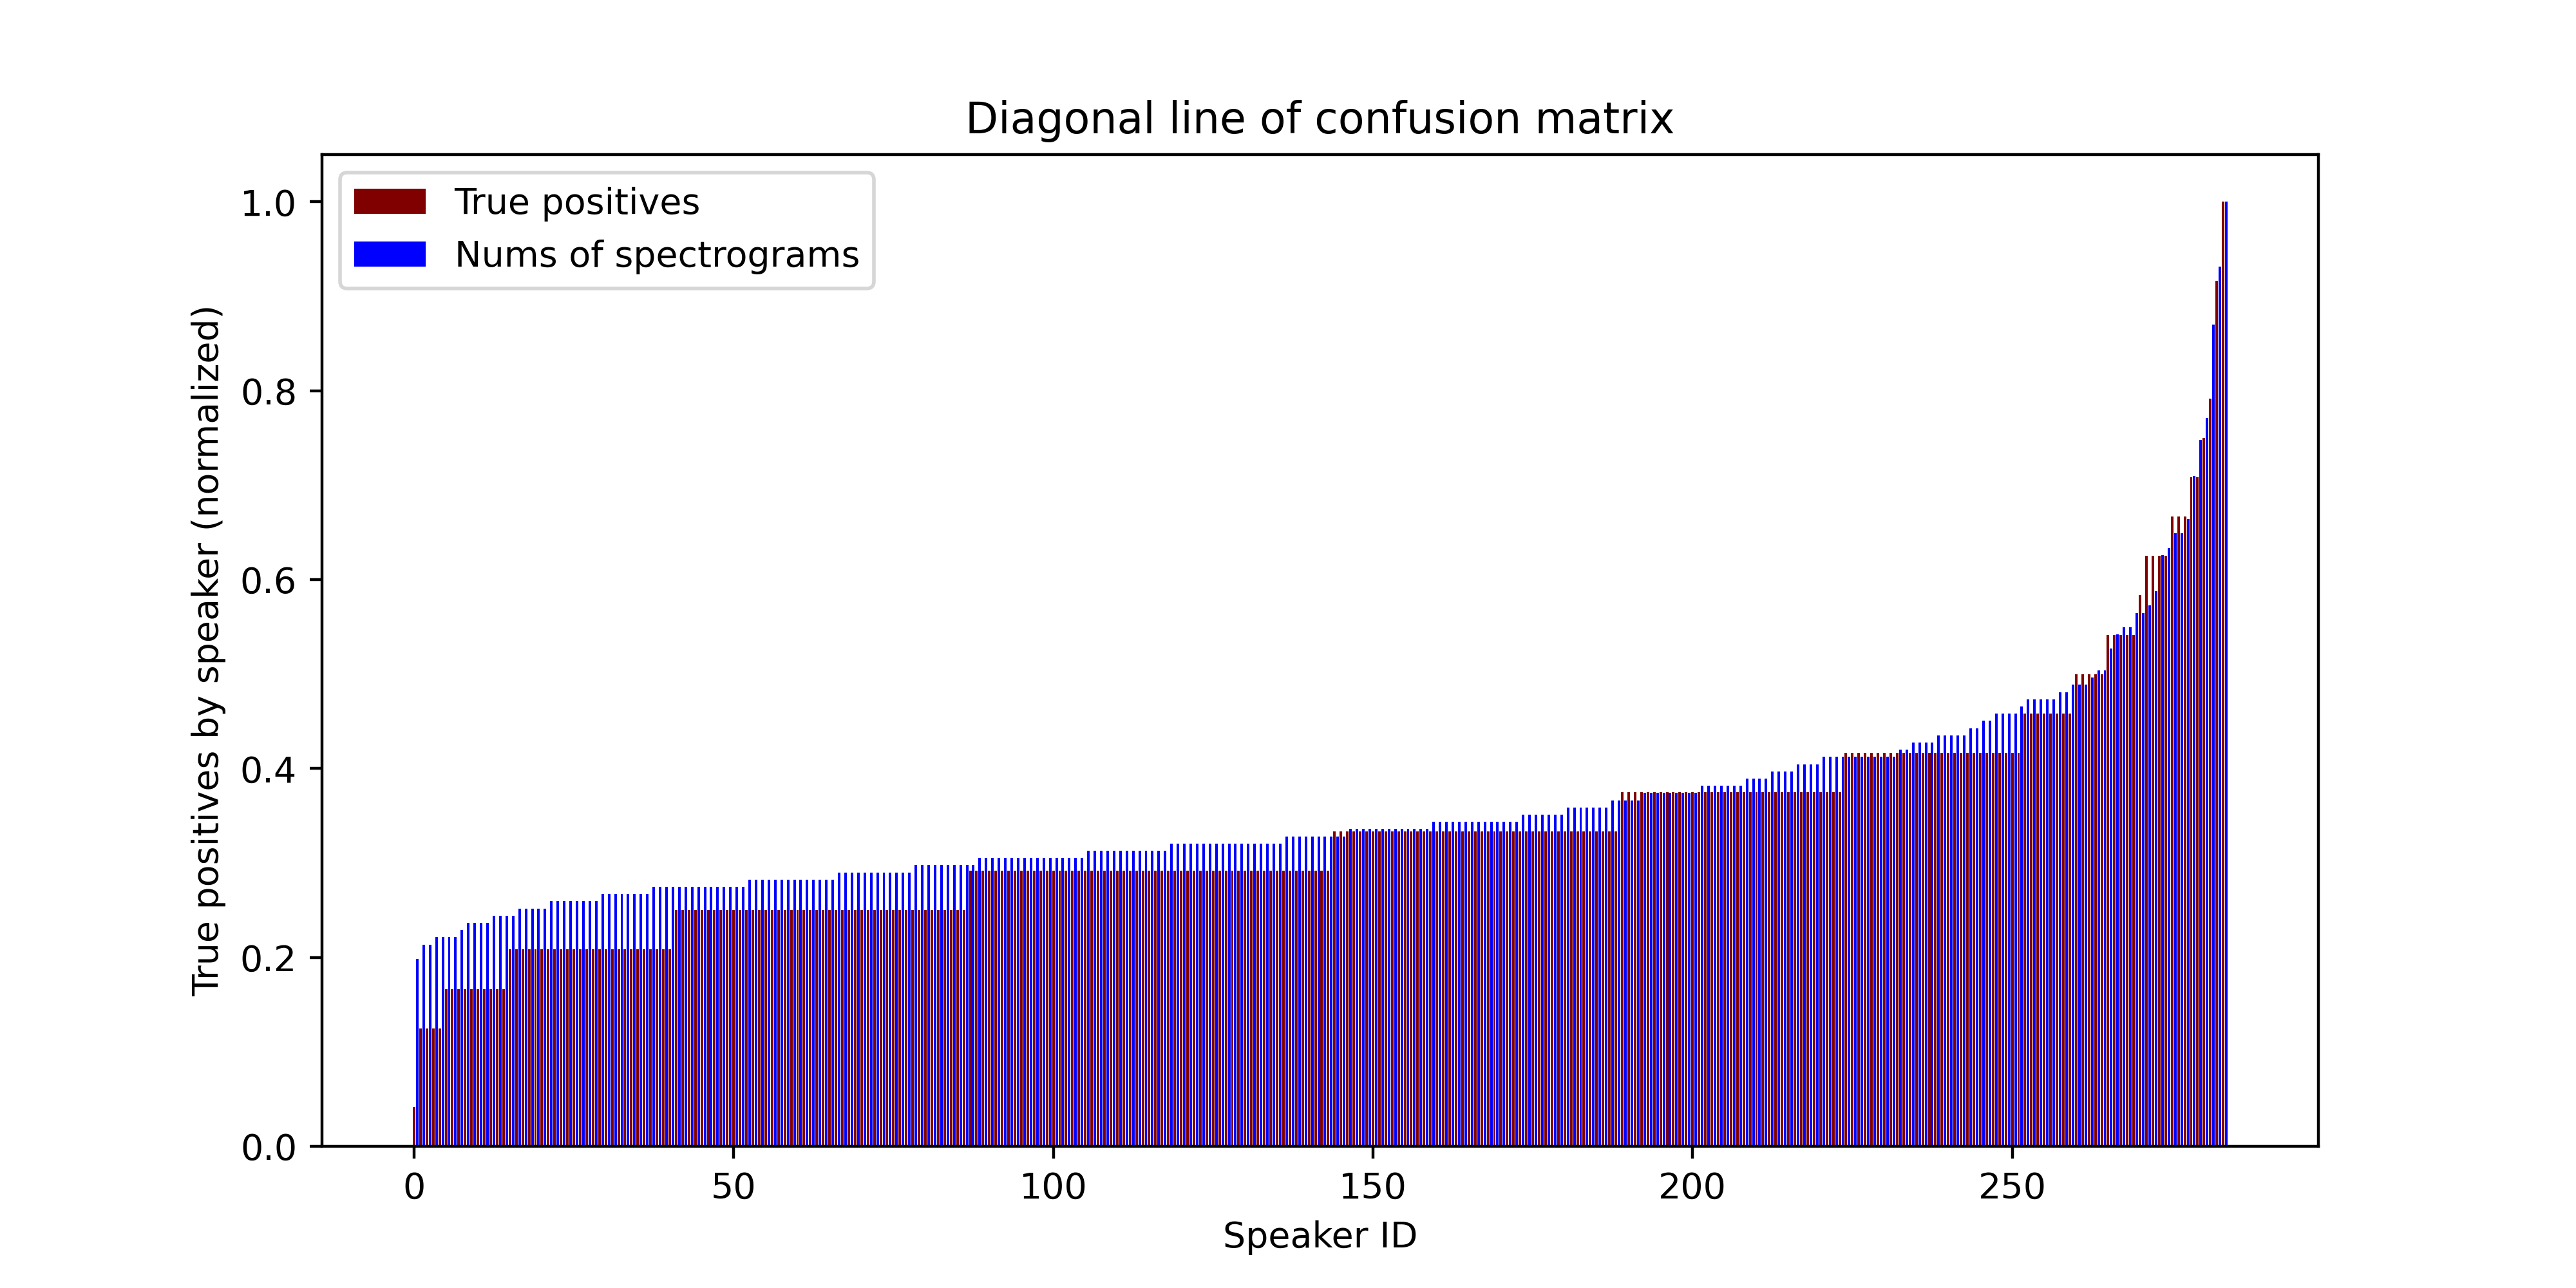 Diagonal line of confusion matrix
True positives
Nums of spectrograms
True positives by speaker (normalized)
1.0
0.8
0.6
0.4
0.2
0.0
0 50 100 150 200 250
Speaker ID